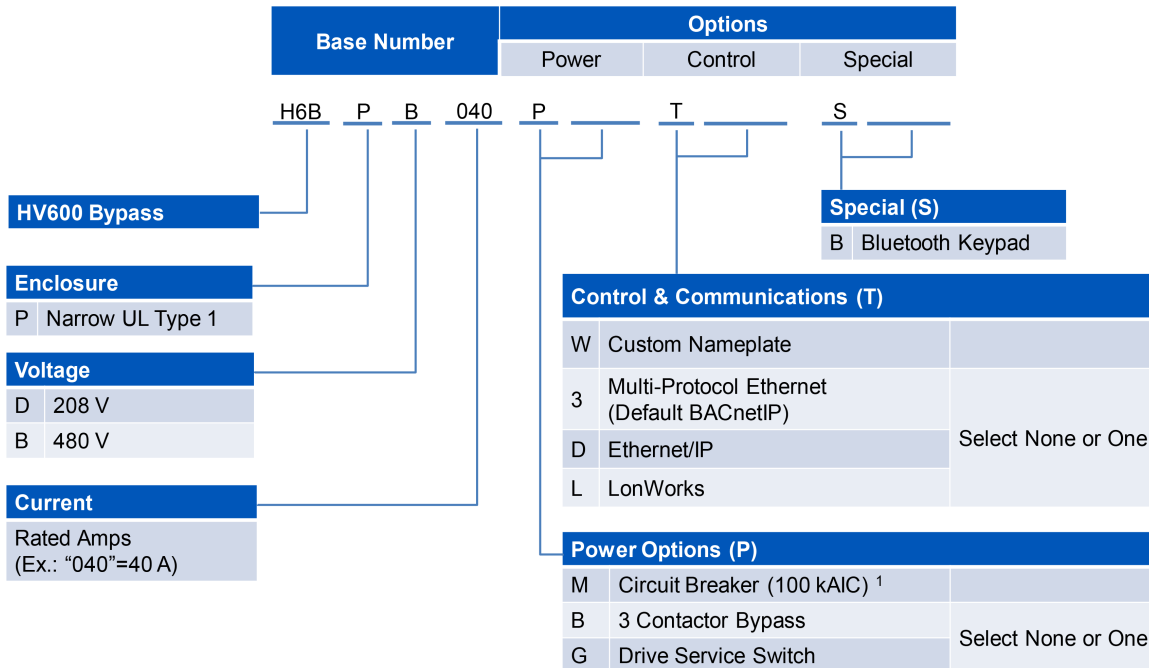 Base Number
Options
Power Control Special
H6B P B 040 P T S
HV600 Bypass
Enclosure
P Narrow UL Type 1
Voltage
D 208 V
B 480 V
Current
Rated Amps
(Ex.: “040”=40 A)
Special (S)
B Bluetooth Keypad
Control & Communications (T)
W Custom Nameplate
3 Multi-Protocol Ethernet
(Default BACnetIP)
D Ethernet/IP
L LonWorks
Select None or One
Power Options (P)
M Circuit Breaker (100 kAIC) 1
B 3 Contactor Bypass
G Drive Service Switch
Select None or One